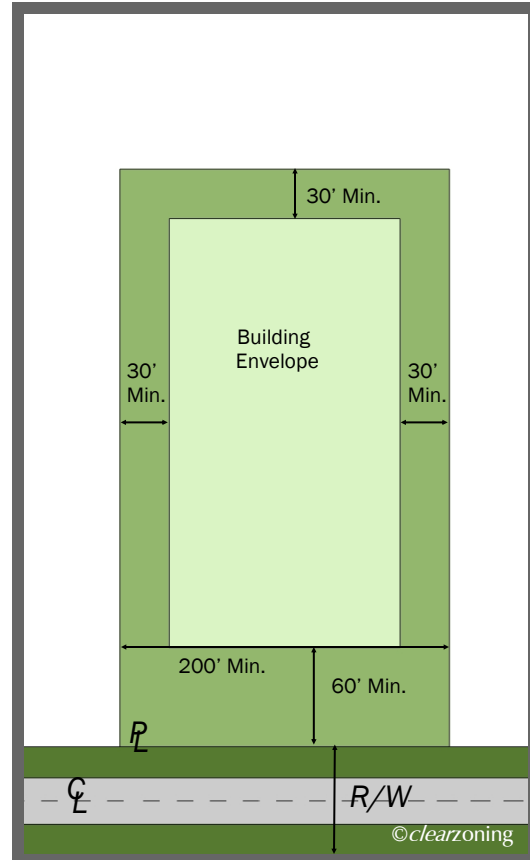 30’ Min.
Building
Envelope
30’
Min.
30’
Min.
200’ Min.
60’ Min.
PL
CL
R/W
©clearzoning